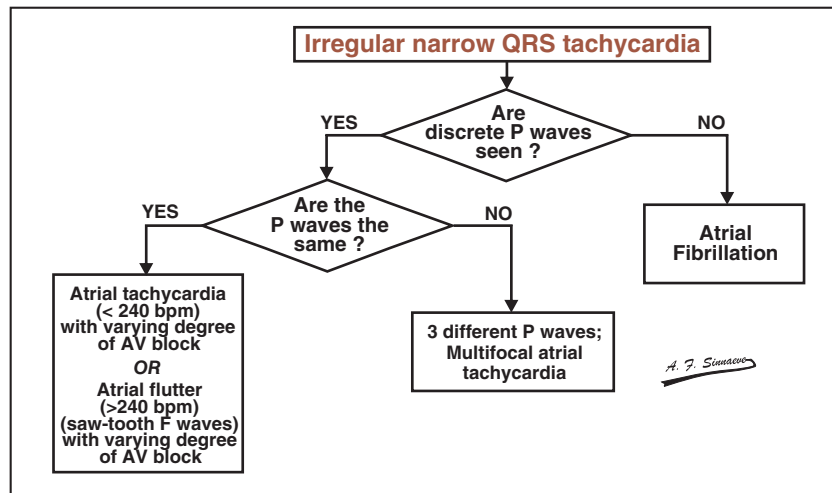 Irregular narrow QRS tachycardia
Are
discrete P waves
seen ?
YES
NO
Are the
P waves the
same ?
YES
NO
Atrial
Fibrillation
Atrial tachycardia
(< 240 bpm)
with varying degree
of AV block
OR
Atrial flutter
(>240 bpm)
(saw-tooth F waves)
with varying degree
of AV block
3 different P waves;
Multifocal atrial
tachycardia
A. F. Sinnaeve